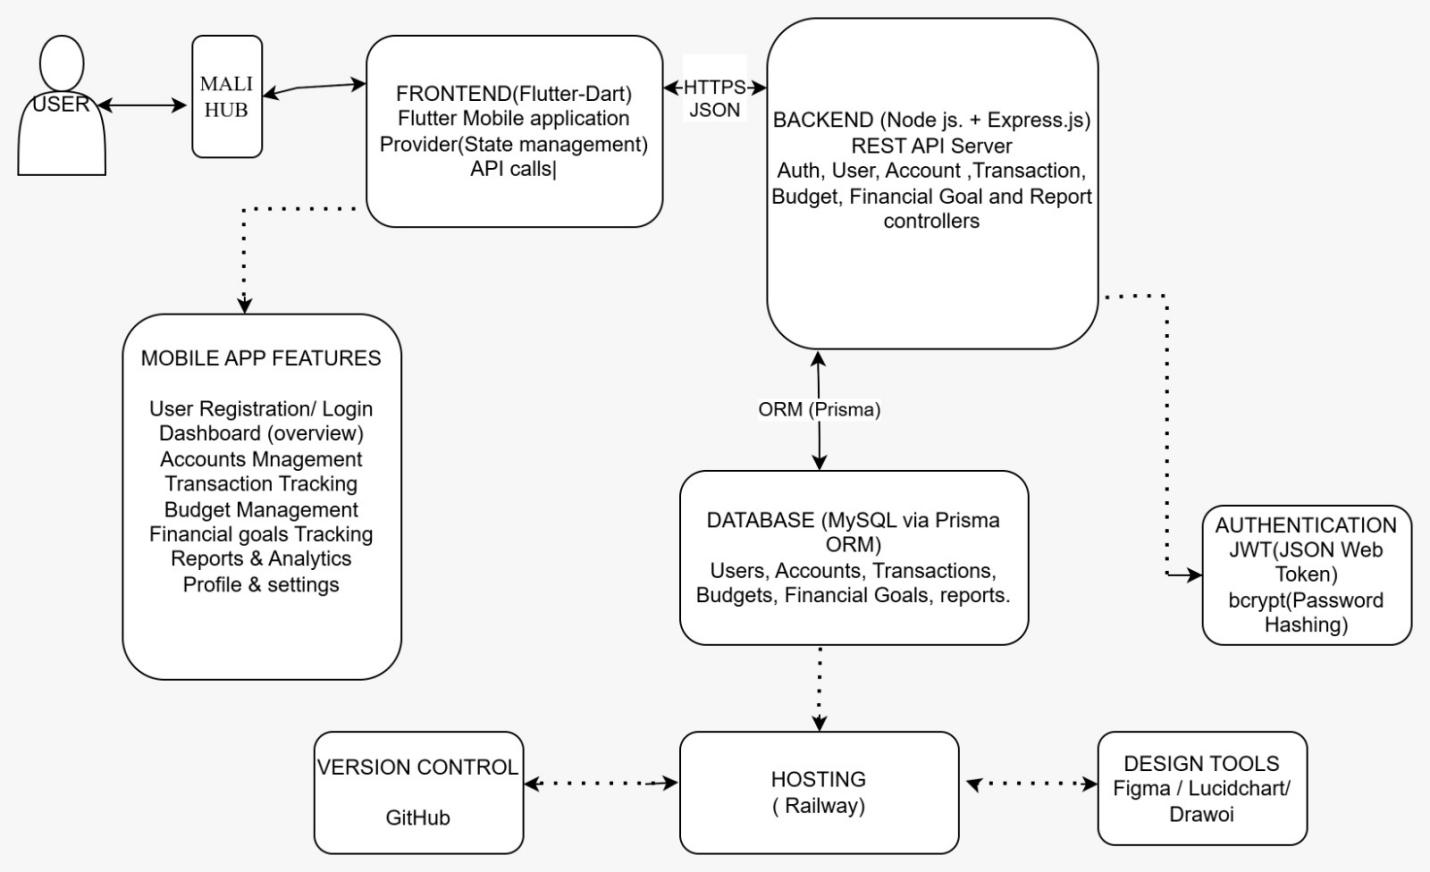 USER
MALI
HUB
FRONTEND(Flutter-Dart)
Flutter Mobile application
Provider(State management)
API calls|
HTTPS
JSON
BACKEND (Node js. + Express.js)
REST API Server
Auth, User, Account ,Transaction,
Budget, Financial Goal and Report
controllers
MOBILE APP FEATURES
User Registration/ Login
Dashboard (overview)
Accounts Mnagement
Transaction Tracking
Budget Management
Financial goals Tracking
Reports & Analytics
Profile & settings
ORM (Prisma)
DATABASE (MySQL via Prisma
ORM)
Users, Accounts, Transactions,
Budgets, Financial Goals, reports.
AUTHENTICATION
JWT(JSON Web
Token)
bcrypt(Password
Hashing)
VERSION CONTROL
GitHub
HOSTING
( Railway)
DESIGN TOOLS
Figma / Lucidchart/
Drawoi